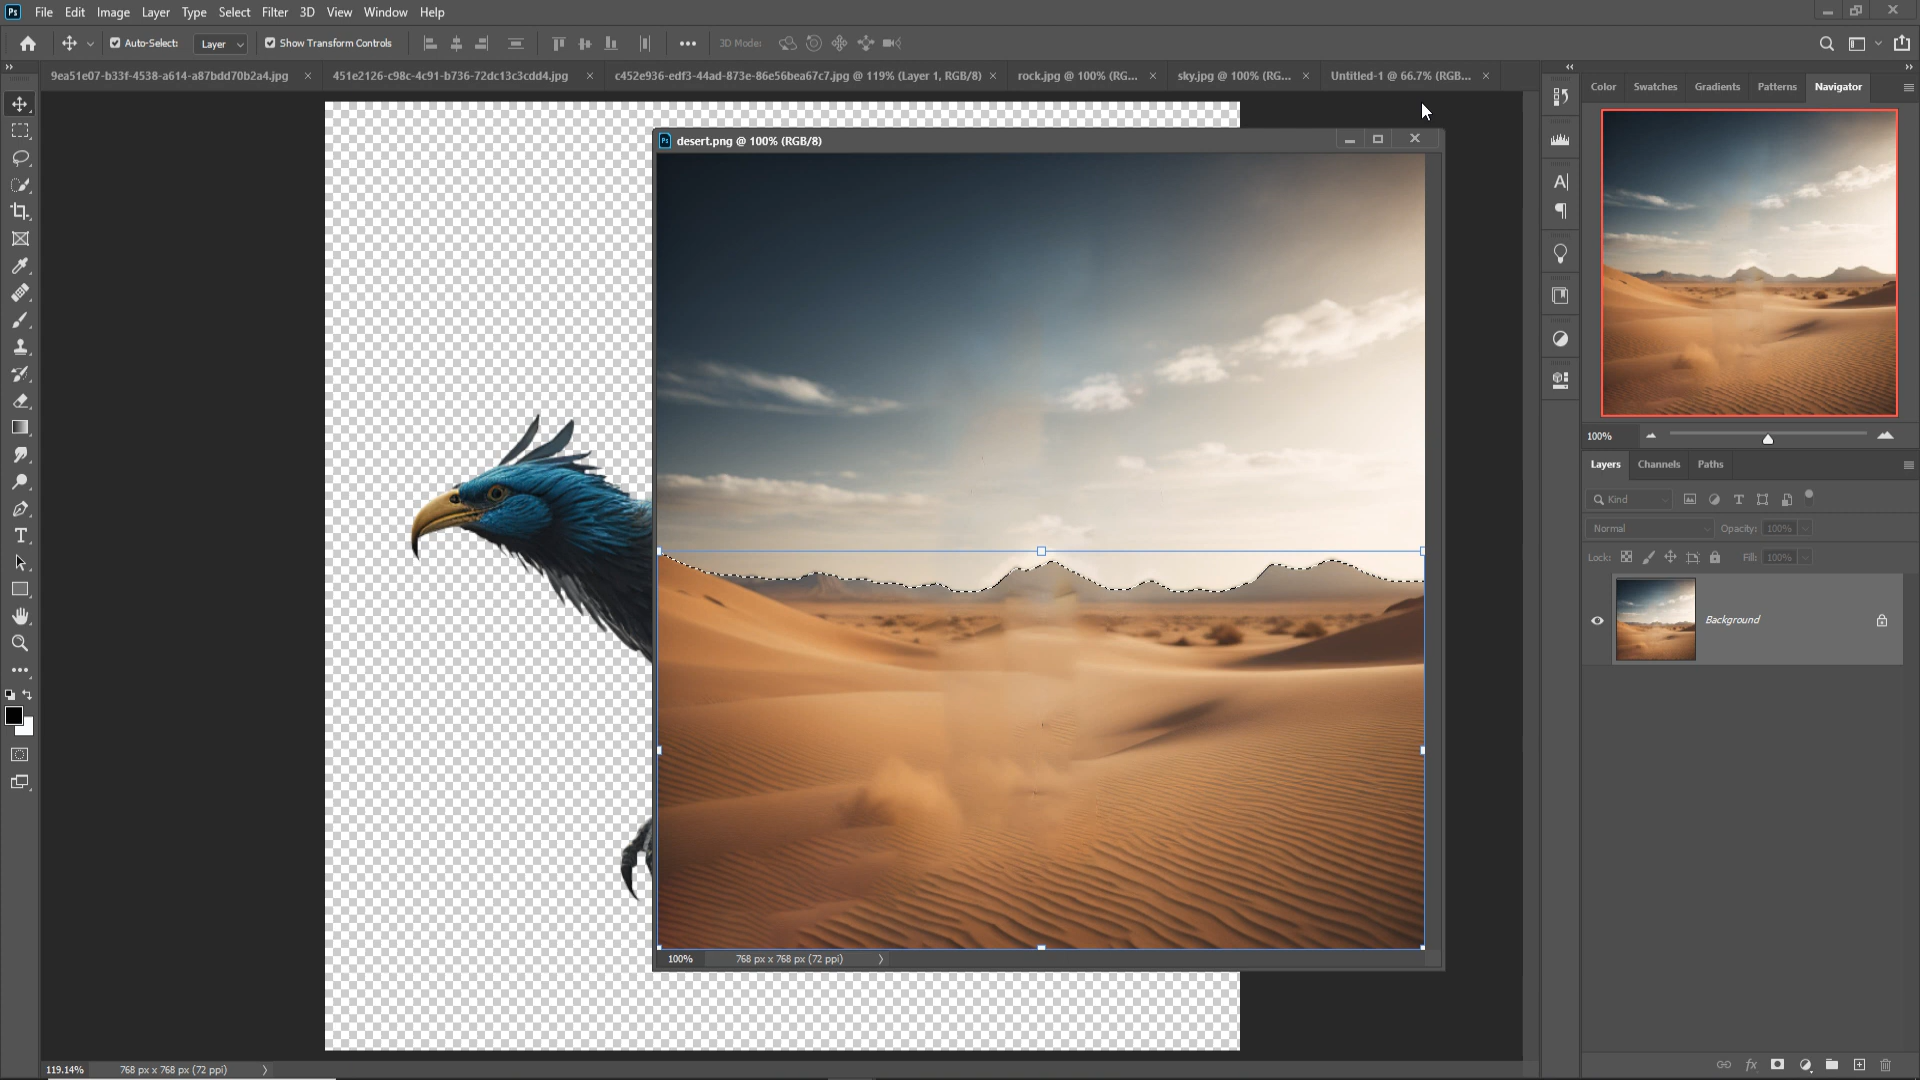 Ps File Edit Image Layer Type Select Filter 3D View Window Help
Auto-Select: Layer Show Transform Controls 3D Mode:
9ea51e07-b33f-4538-a614-a87bdd70b2a4.jpg 451e2126-c98c-4c91-b736-72dc13c3cdd4.jpg c452e936-edf3-44ad-873e-86e56bea67c7.jpg @ 119% (Layer 1, RGB/8) rock.jpg @ 100% (RG... sky.jpg @ 100% (RG... Untitled-1 @ 66.7% (RGB...
Color Swatches Gradients Patterns Navigator
Ps desert.png @ 100% (RGB/8)
100%
Layers Channels Paths
Kind
Normal Opacity: 100%
Lock: Fill: 100%
Background
100% 768 px x 768 px (72 ppi)
119.14% 768 px x 768 px (72 ppi)